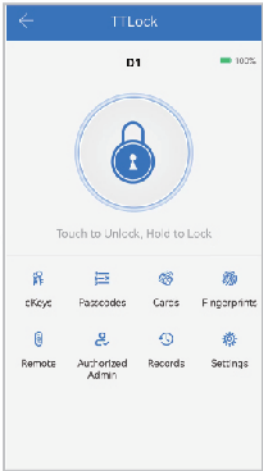 TTLock
D1
100%
Touch to Unlock, Hold to Lock
eKeys Passcodes Cards Fingerprints
Remote Authorized Admin Records Settings